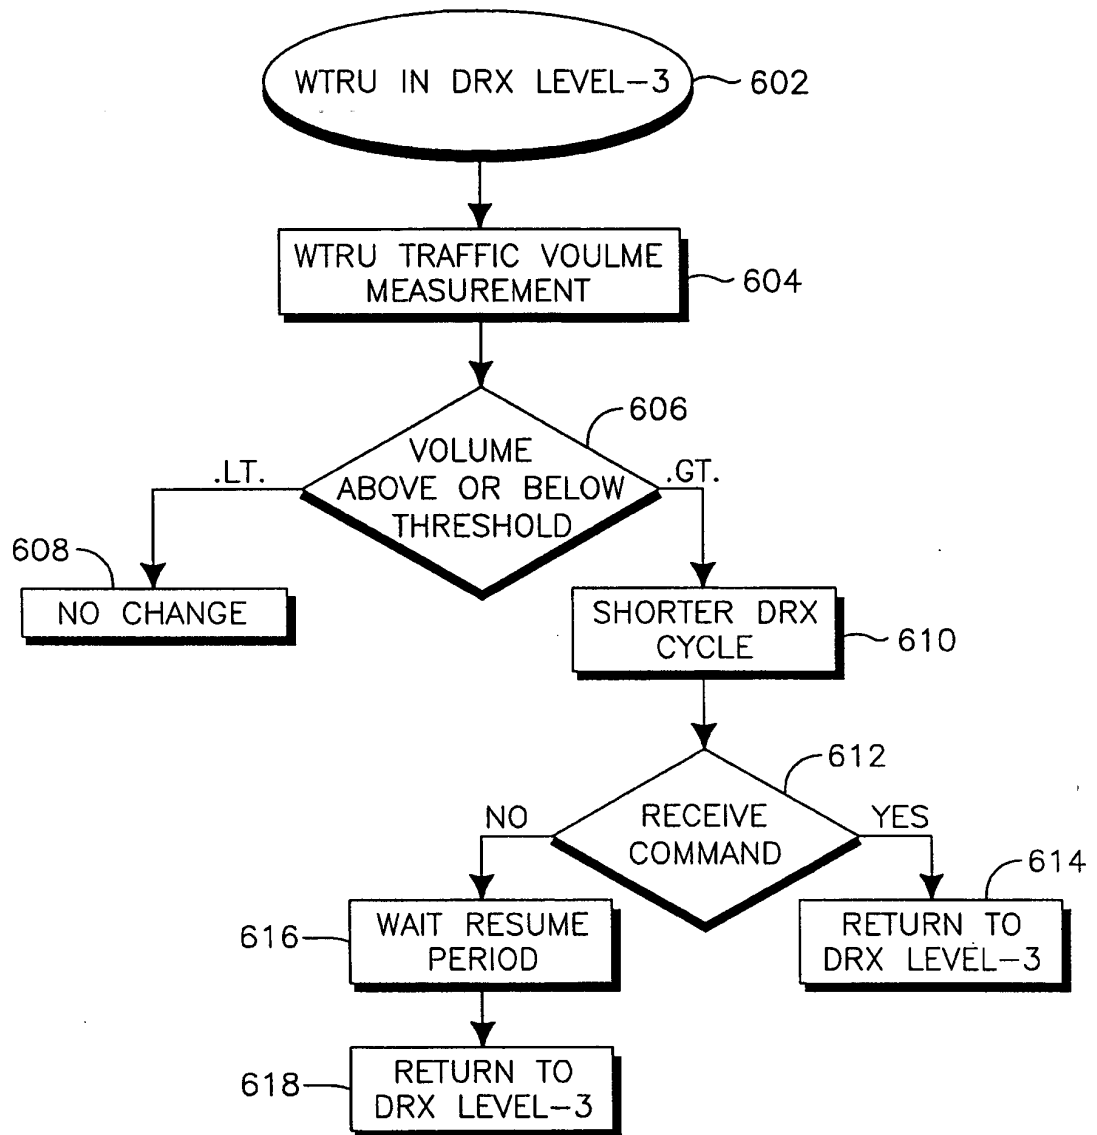 WTRU IN DRX LEVEL-3
602
WTRU TRAFFIC VOULME
MEASUREMENT
604
606
VOLUME
ABOVE OR BELOW
THRESHOLD
.LT.
.GT.
608
NO CHANGE
SHORTER DRX
CYCLE
610
612
RECEIVE
COMMAND
NO
YES
614
616
WAIT RESUME
PERIOD
RETURN TO
DRX LEVEL-3
618
RETURN TO
DRX LEVEL-3